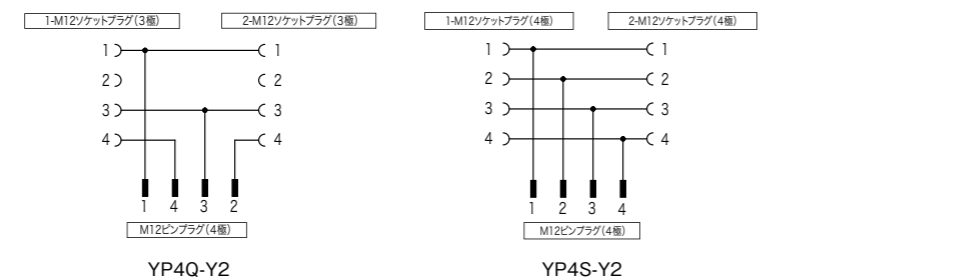 1-M12ソケットプラグ(3極)
2-M12ソケットプラグ(3極)
1
1
2
2
3
3
4
4
1 4 3 2
M12ピンプラグ(4極)
YP4Q-Y2
1-M12ソケットプラグ(4極)
2-M12ソケットプラグ(4極)
1
1
2
2
3
3
4
4
1 2 3 4
M12ピンプラグ(4極)
YP4S-Y2